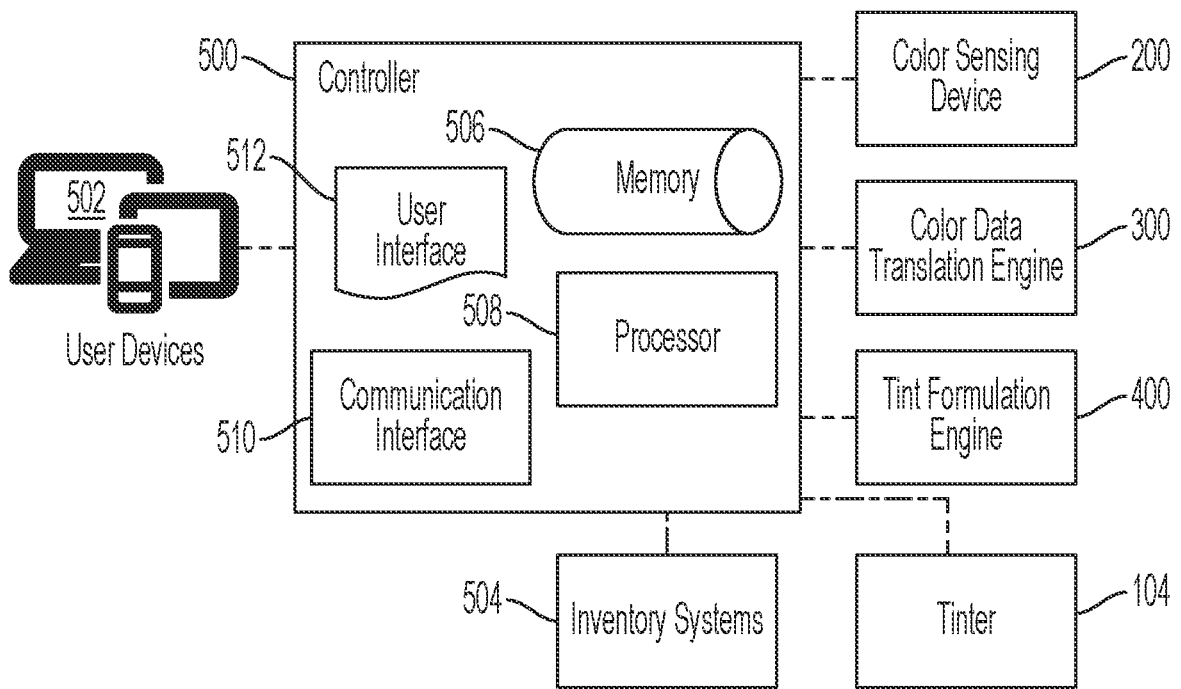 500
Controller
Color Sensing
Device
200
506
Memory
512
502
User
Interface
Color Data
Translation Engine
300
508
Processor
User Devices
Communication
Interface
510
Tint Formulation
Engine
400
504
Inventory Systems
Tinter
104